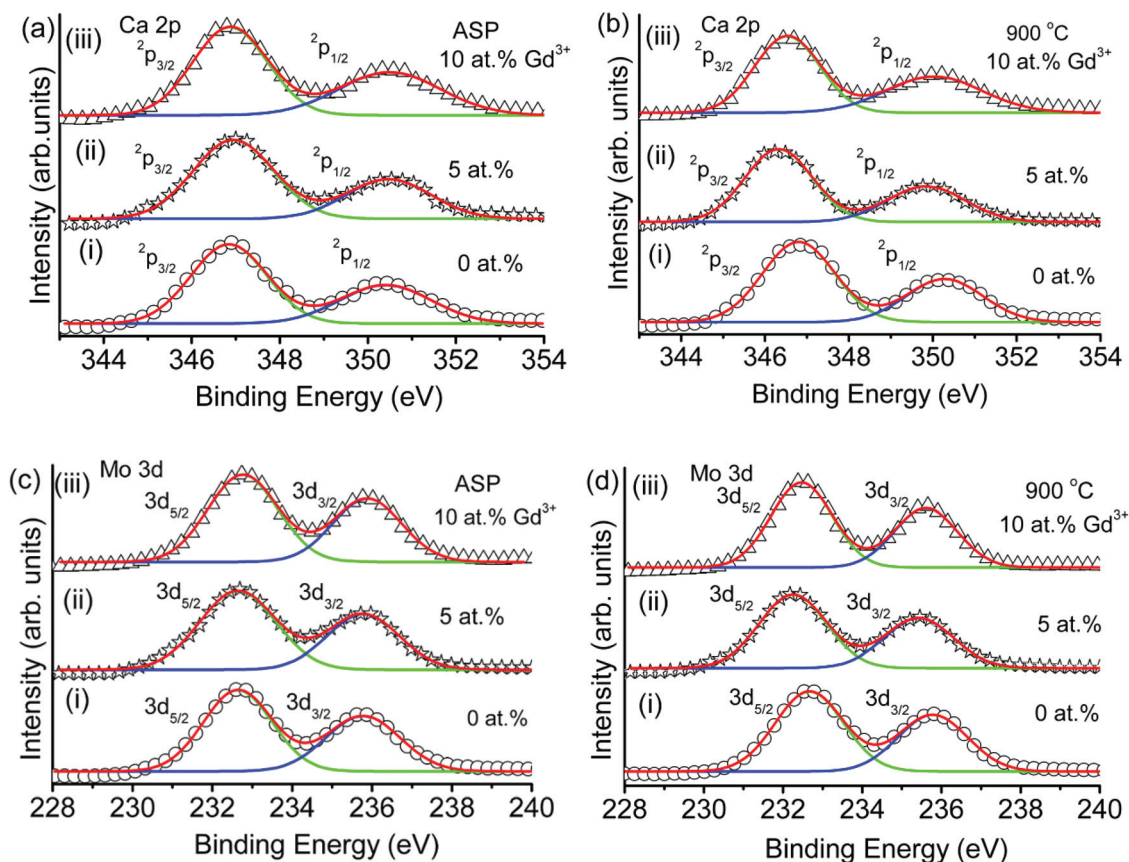 (a) (iii) Ca 2p ASP
²p₃/₂ ²p₁/₂ 10 at.% Gd³⁺
(ii) ²p₃/₂ ²p₁/₂ 5 at.%
(i) ²p₃/₂ ²p₁/₂ 0 at.%
Intensity (arb.units)
344 346 348 350 352 354
Binding Energy (eV)
(b) (iii) Ca 2p 900 °C
²p₃/₂ ²p₁/₂ 10 at.% Gd³⁺
(ii) ²p₃/₂ ²p₁/₂ 5 at.%
(i) ²p₃/₂ ²p₁/₂ 0 at.%
Intensity (arb. units)
344 346 348 350 352 354
Binding Energy (eV)
(c) (iii) Mo 3d ASP
3d₅/₂ 3d₃/₂ 10 at.% Gd³⁺
(ii) 3d₅/₂ 3d₃/₂ 5 at.%
(i) 3d₅/₂ 3d₃/₂ 0 at.%
Intensity (arb. units)
228 230 232 234 236 238 240
Binding Energy (eV)
(d) (iii) Mo 3d 900 °C
3d₅/₂ 3d₃/₂ 10 at.% Gd³⁺
(ii) 3d₅/₂ 3d₃/₂ 5 at.%
(i) 3d₅/₂ 3d₃/₂ 0 at.%
Intensity (arb. units)
228 230 232 234 236 238 240
Binding Energy (eV)